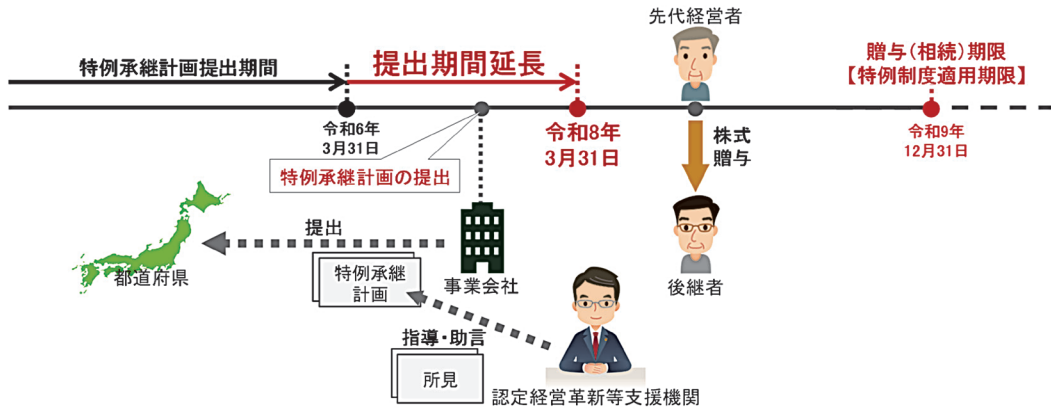 先代経営者
特例承継計画提出期間
提出期間延長
贈与(相続)期限
【特例制度適用期限】
令和6年
3月31日
令和8年
3月31日
株式
贈与
令和9年
12月31日
特例承継計画の提出
提出
都道府県
特例承継
計画
事業会社
後継者
指導・助言
所見
認定経営革新等支援機関